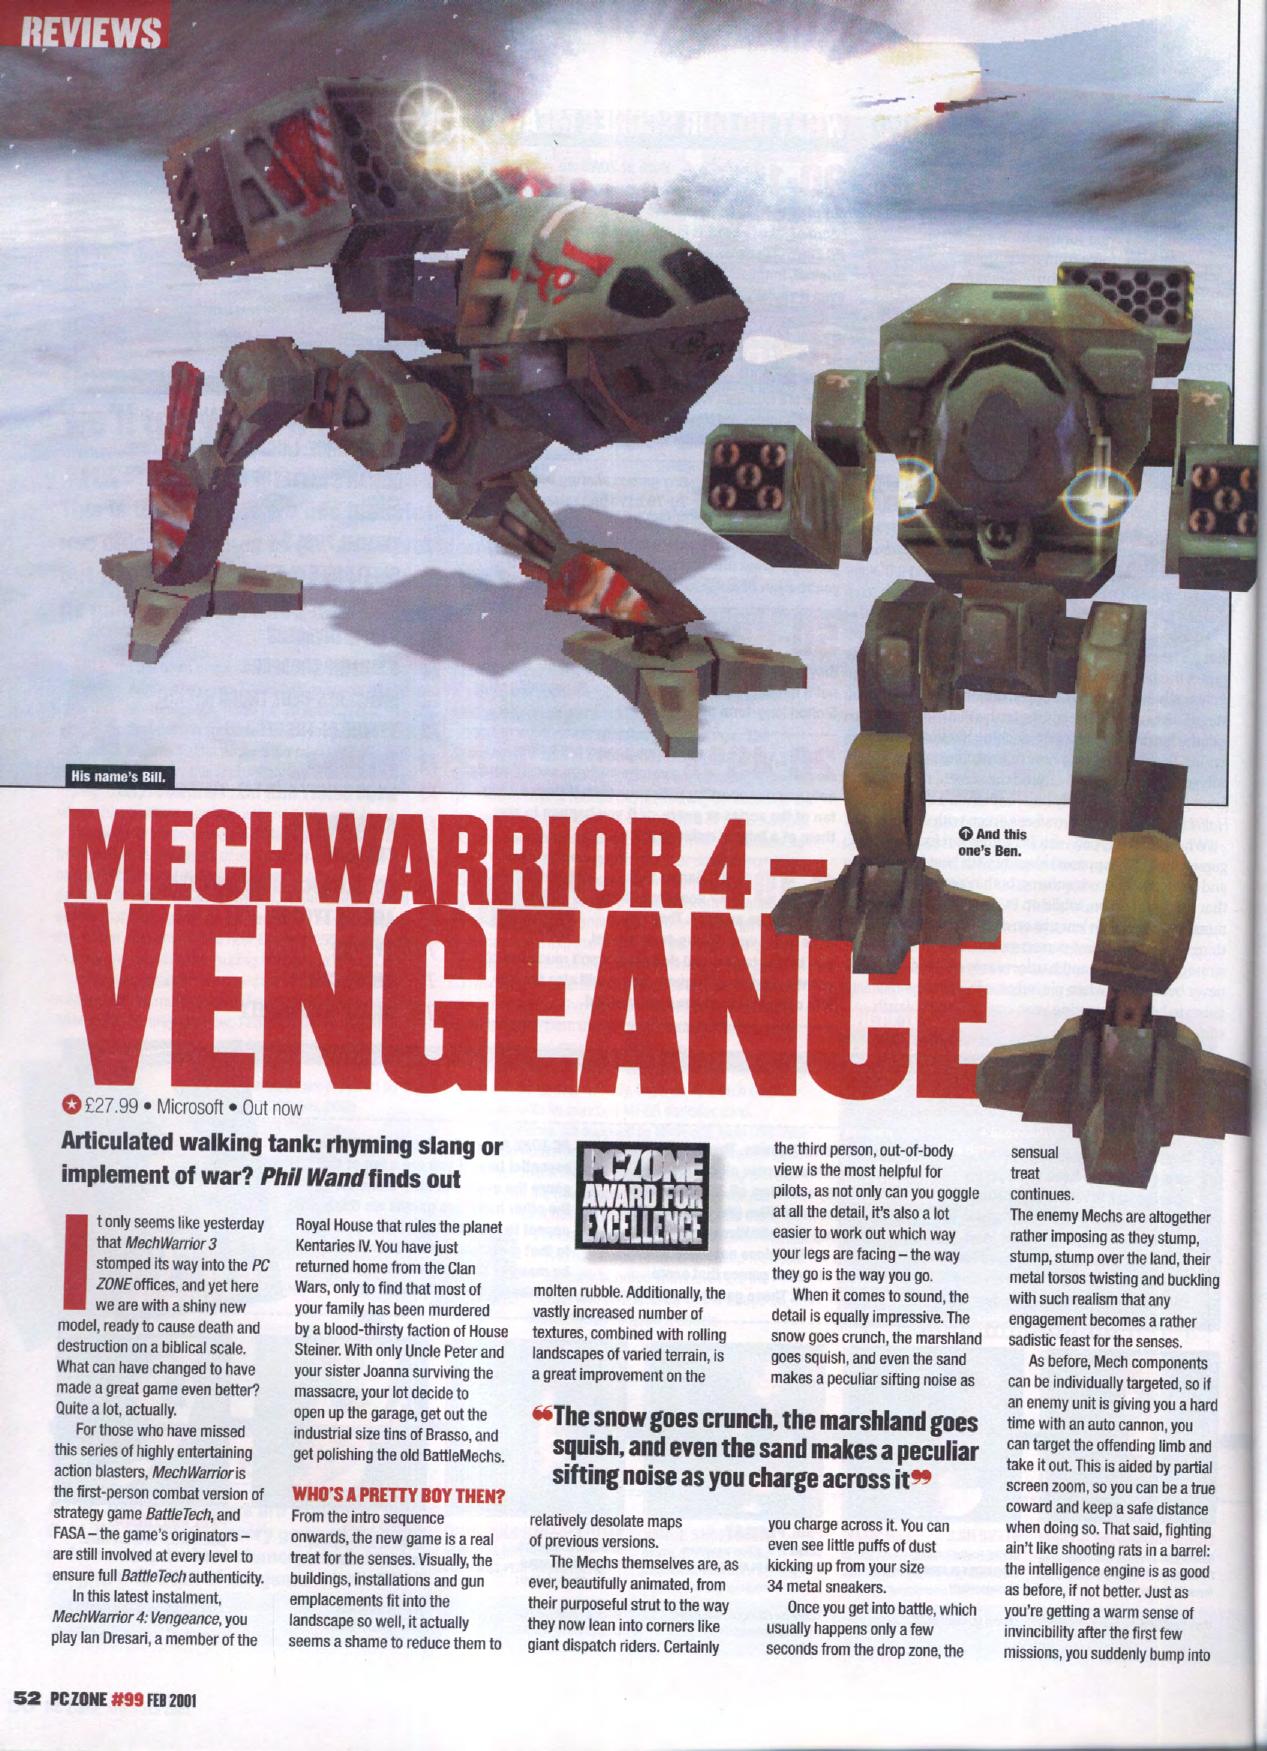 REVIEWS
His name's Bill.
And this
one's Ben.
MECHWARRIOR 4 –
VENGEANCE
£27.99 • Microsoft • Out now
Articulated walking tank: rhyming slang or
implement of war? Phil Wand finds out
It only seems like yesterday
that MechWarrior 3
stomped its way into the PC
ZONE offices, and yet here
we are with a shiny new
model, ready to cause death and
destruction on a biblical scale.
What can have changed to have
made a great game even better?
Quite a lot, actually.
For those who have missed
this series of highly entertaining
action blasters, MechWarrior is
the first-person combat version of
strategy game BattleTech, and
FASA – the game's originators –
are still involved at every level to
ensure full BattleTech authenticity.
In this latest instalment,
MechWarrior 4: Vengeance, you
play Ian Dresari, a member of the
Royal House that rules the planet
Kentaries IV. You have just
returned home from the Clan
Wars, only to find that most of
your family has been murdered
by a blood-thirsty faction of House
Steiner. With only Uncle Peter and
your sister Joanna surviving the
massacre, your lot decide to
open up the garage, get out the
industrial size tins of Brasso, and
get polishing the old BattleMechs.
WHO'S A PRETTY BOY THEN?
From the intro sequence
onwards, the new game is a real
treat for the senses. Visually, the
buildings, installations and gun
emplacements fit into the
landscape so well, it actually
seems a shame to reduce them to
PCZONE
AWARD FOR
EXCELLENCE
molten rubble. Additionally, the
vastly increased number of
textures, combined with rolling
landscapes of varied terrain, is
a great improvement on the
relatively desolate maps
of previous versions.
The Mechs themselves are, as
ever, beautifully animated, from
their purposeful strut to the way
they now lean into corners like
giant dispatch riders. Certainly
the third person, out-of-body
view is the most helpful for
pilots, as not only can you goggle
at all the detail, it's also a lot
easier to work out which way
your legs are facing – the way
they go is the way you go.
When it comes to sound, the
detail is equally impressive. The
snow goes crunch, the marshland
goes squish, and even the sand
makes a peculiar sifting noise as
“The snow goes crunch, the marshland goes
squish, and even the sand makes a peculiar
sifting noise as you charge across it”
you charge across it. You can
even see little puffs of dust
kicking up from your size
34 metal sneakers.
Once you get into battle, which
usually happens only a few
seconds from the drop zone, the
sensual
treat
continues.
The enemy Mechs are altogether
rather imposing as they stump,
stump, stump over the land, their
metal torsos twisting and buckling
with such realism that any
engagement becomes a rather
sadistic feast for the senses.
As before, Mech components
can be individually targeted, so if
an enemy unit is giving you a hard
time with an auto cannon, you
can target the offending limb and
take it out. This is aided by partial
screen zoom, so you can be a true
coward and keep a safe distance
when doing so. That said, fighting
ain't like shooting rats in a barrel:
the intelligence engine is as good
as before, if not better. Just as
you're getting a warm sense of
invincibility after the first few
missions, you suddenly bump into
52 PCZONE #99 FEB 2001